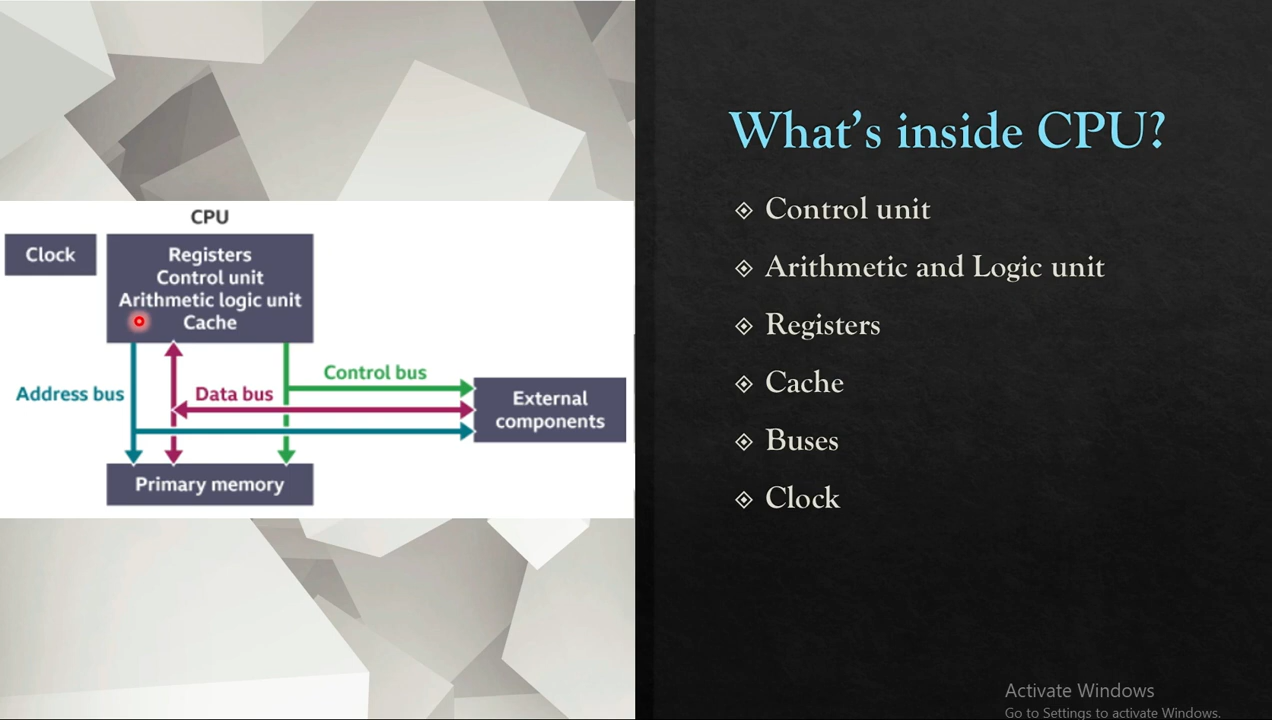 CPU
Clock
Registers
Control unit
Arithmetic logic unit
Cache
Control bus
Address bus
Data bus
External
components
Primary memory
What's inside CPU?
Control unit
Arithmetic and Logic unit
Registers
Cache
Buses
Clock
Activate Windows
Go to Settings to activate Windows.